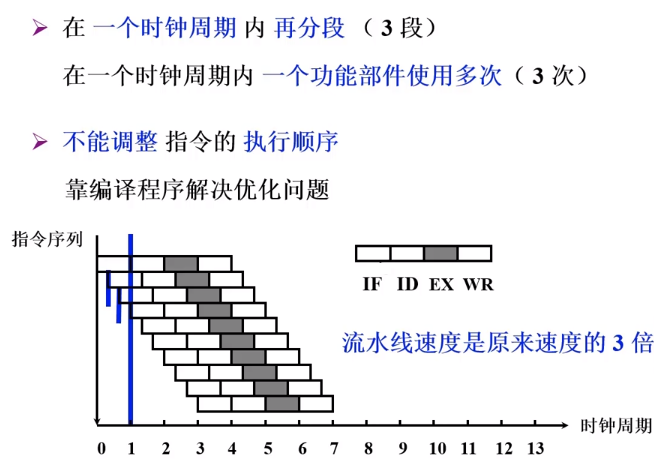 在 一个时钟周期 内 再分段 （ 3 段）
在一个时钟周期内 一个功能部件使用多次（ 3 次）
不能调整 指令的 执行顺序
靠编译程序解决优化问题
指令序列
IF ID EX WR
流水线速度是原来速度的 3 倍
时钟周期
0 1 2 3 4 5 6 7 8 9 10 11 12 13